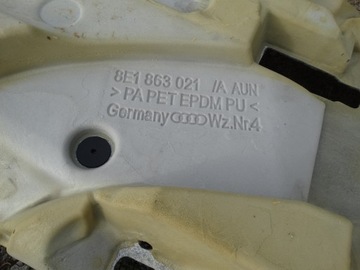 8E1 863 021 /A AUN
> PA PET EPDM PU <
Germany Wz.Nr.4